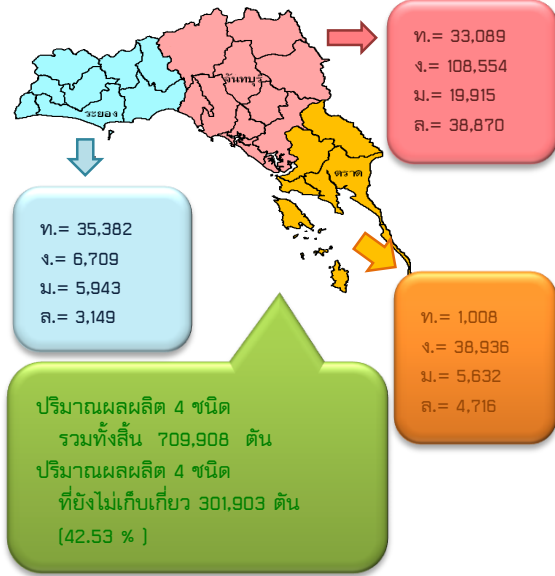 ท.= 33,089
ง.= 108,554
ม.= 19,915
ล.= 38,870
จันทบุรี
ระยอง
ตราด
ท.= 35,382
ง.= 6,709
ม.= 5,943
ล.= 3,149
ท.= 1,008
ง.= 38,936
ม.= 5,632
ล.= 4,716
ปริมาณผลผลิต 4 ชนิด
รวมทั้งสิ้น 709,908 ตัน
ปริมาณผลผลิต 4 ชนิด
ที่ยังไม่เก็บเกี่ยว 301,903 ตัน
(42.53 % )